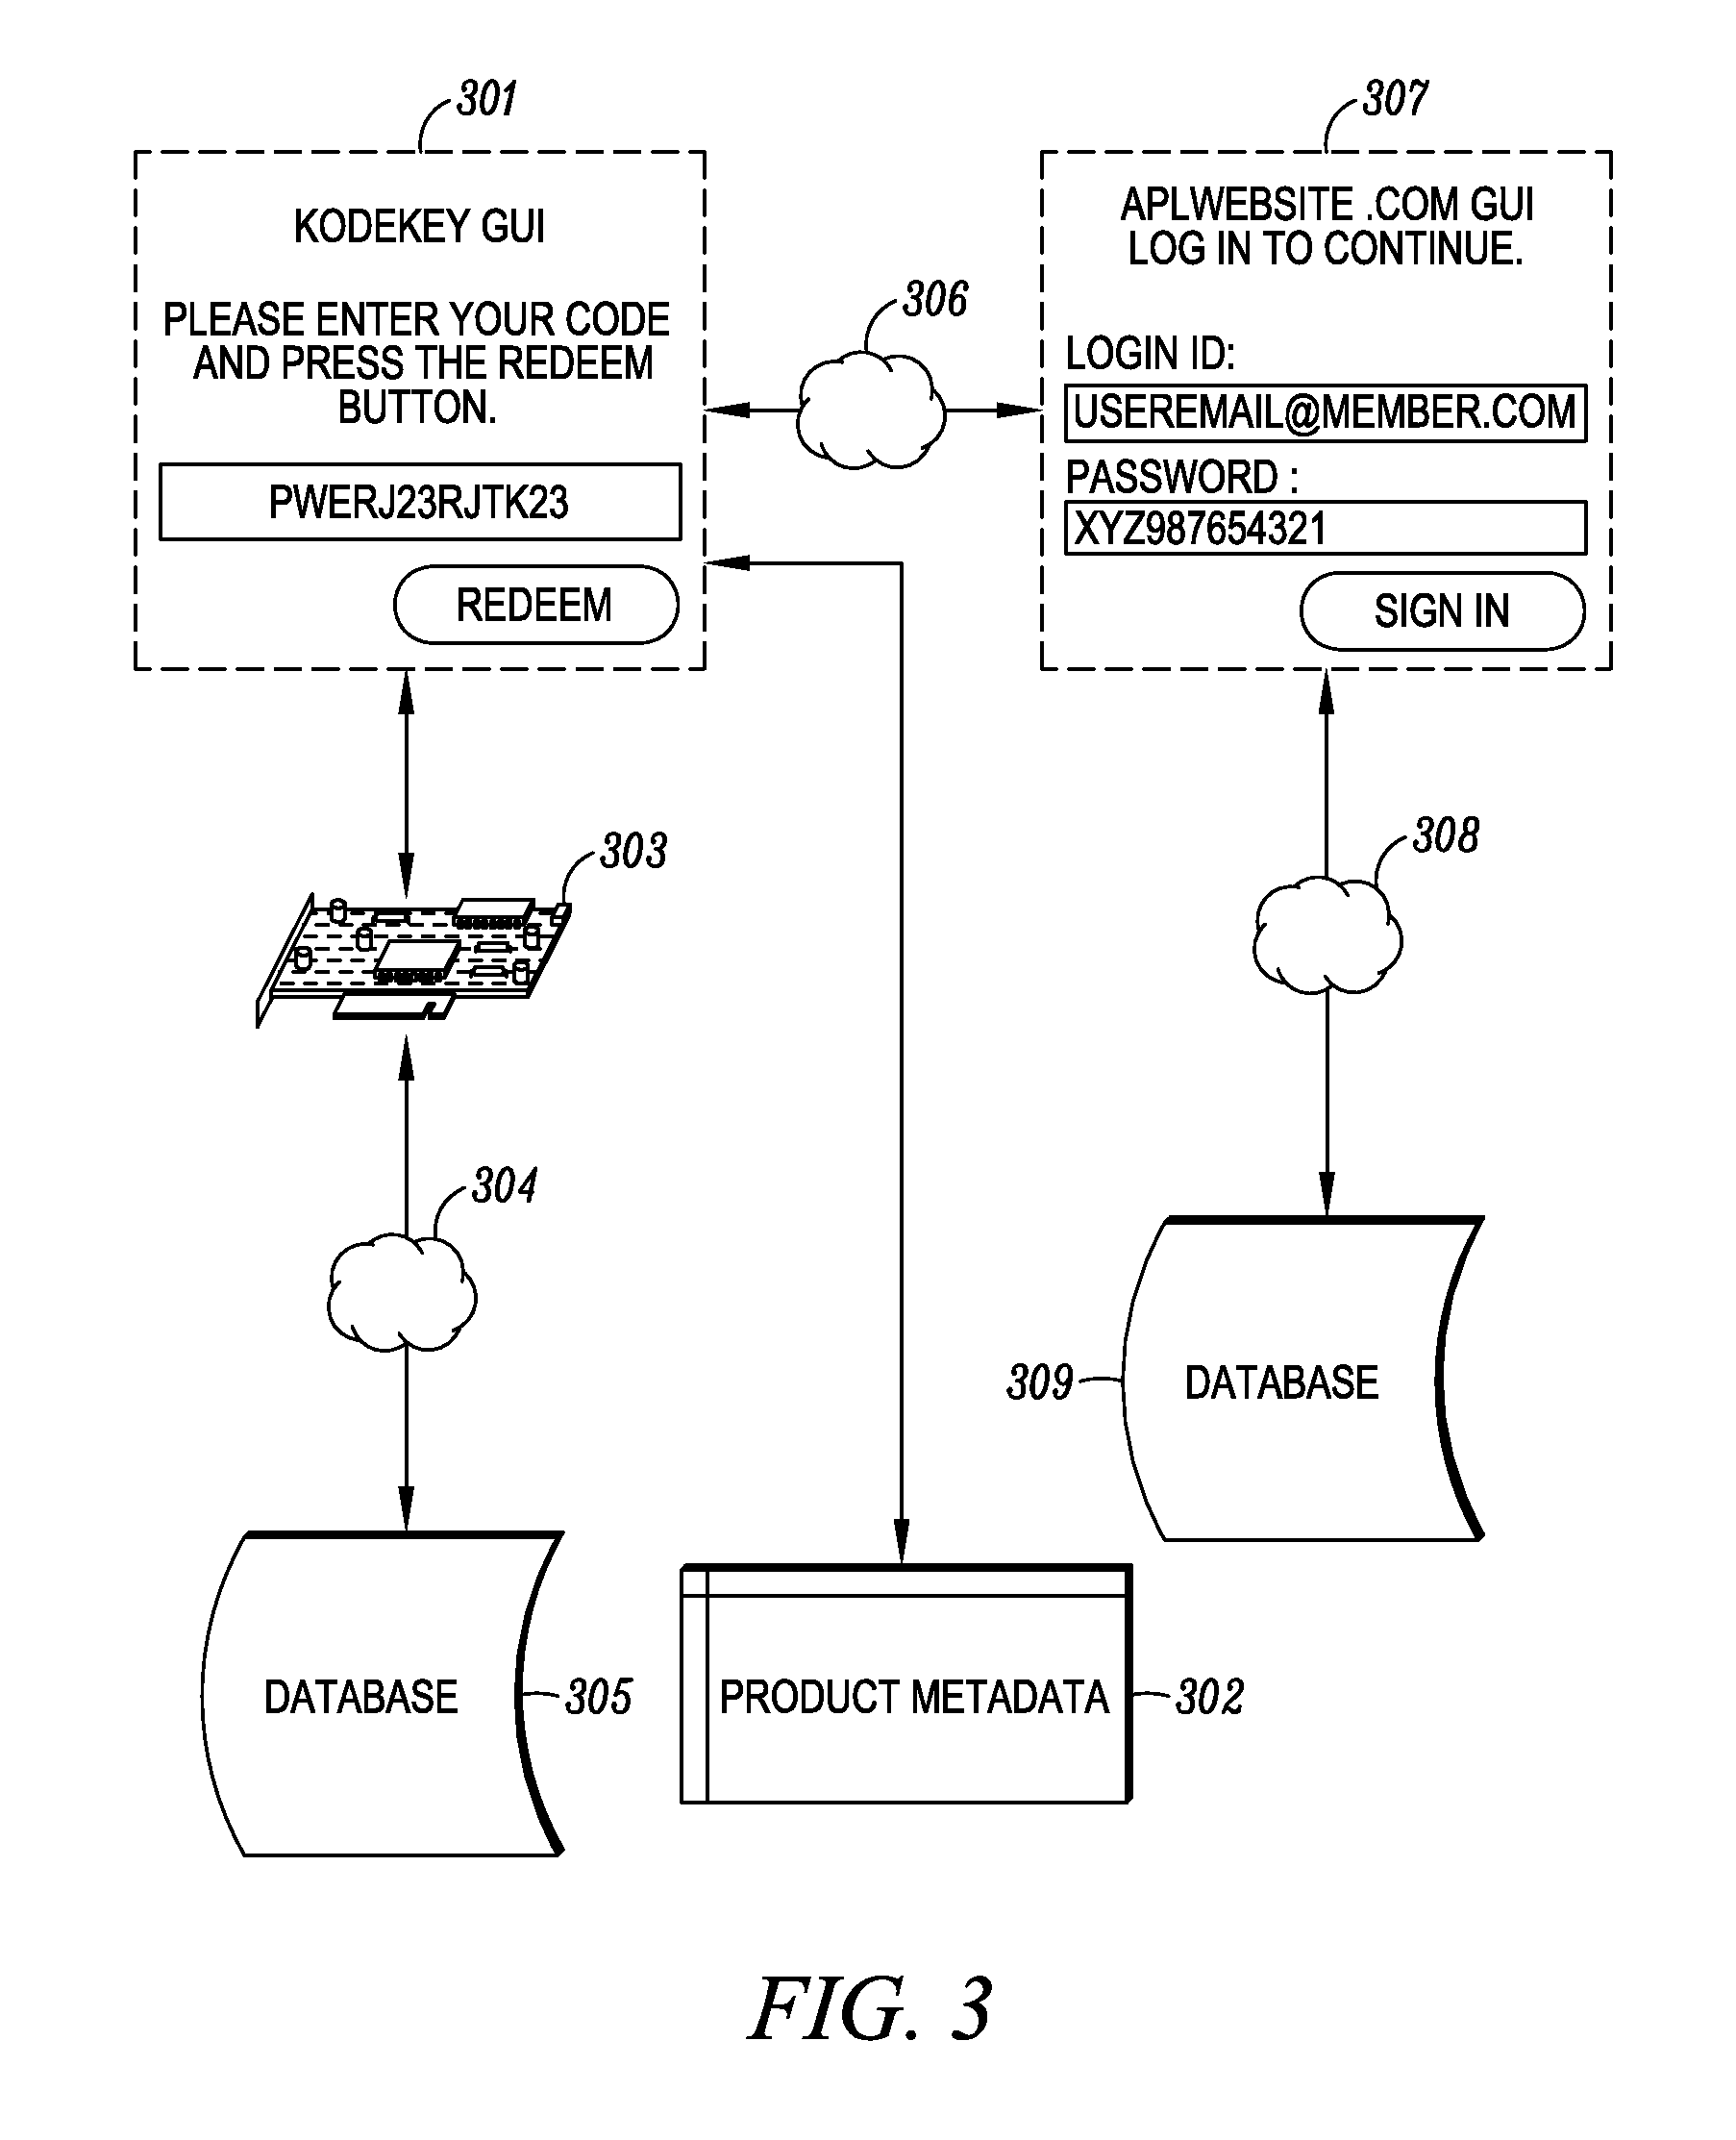 301
KODEKEY GUI
PLEASE ENTER YOUR CODE
AND PRESS THE REDEEM
BUTTON.
PWERJ23RJTK23
REDEEM
306
307
APLWEBSITE .COM GUI
LOG IN TO CONTINUE.
LOGIN ID:
USEREMAIL@MEMBER.COM
PASSWORD :
XYZ987654321
SIGN IN
303
308
304
309
DATABASE
DATABASE
305
PRODUCT METADATA
302
FIG. 3